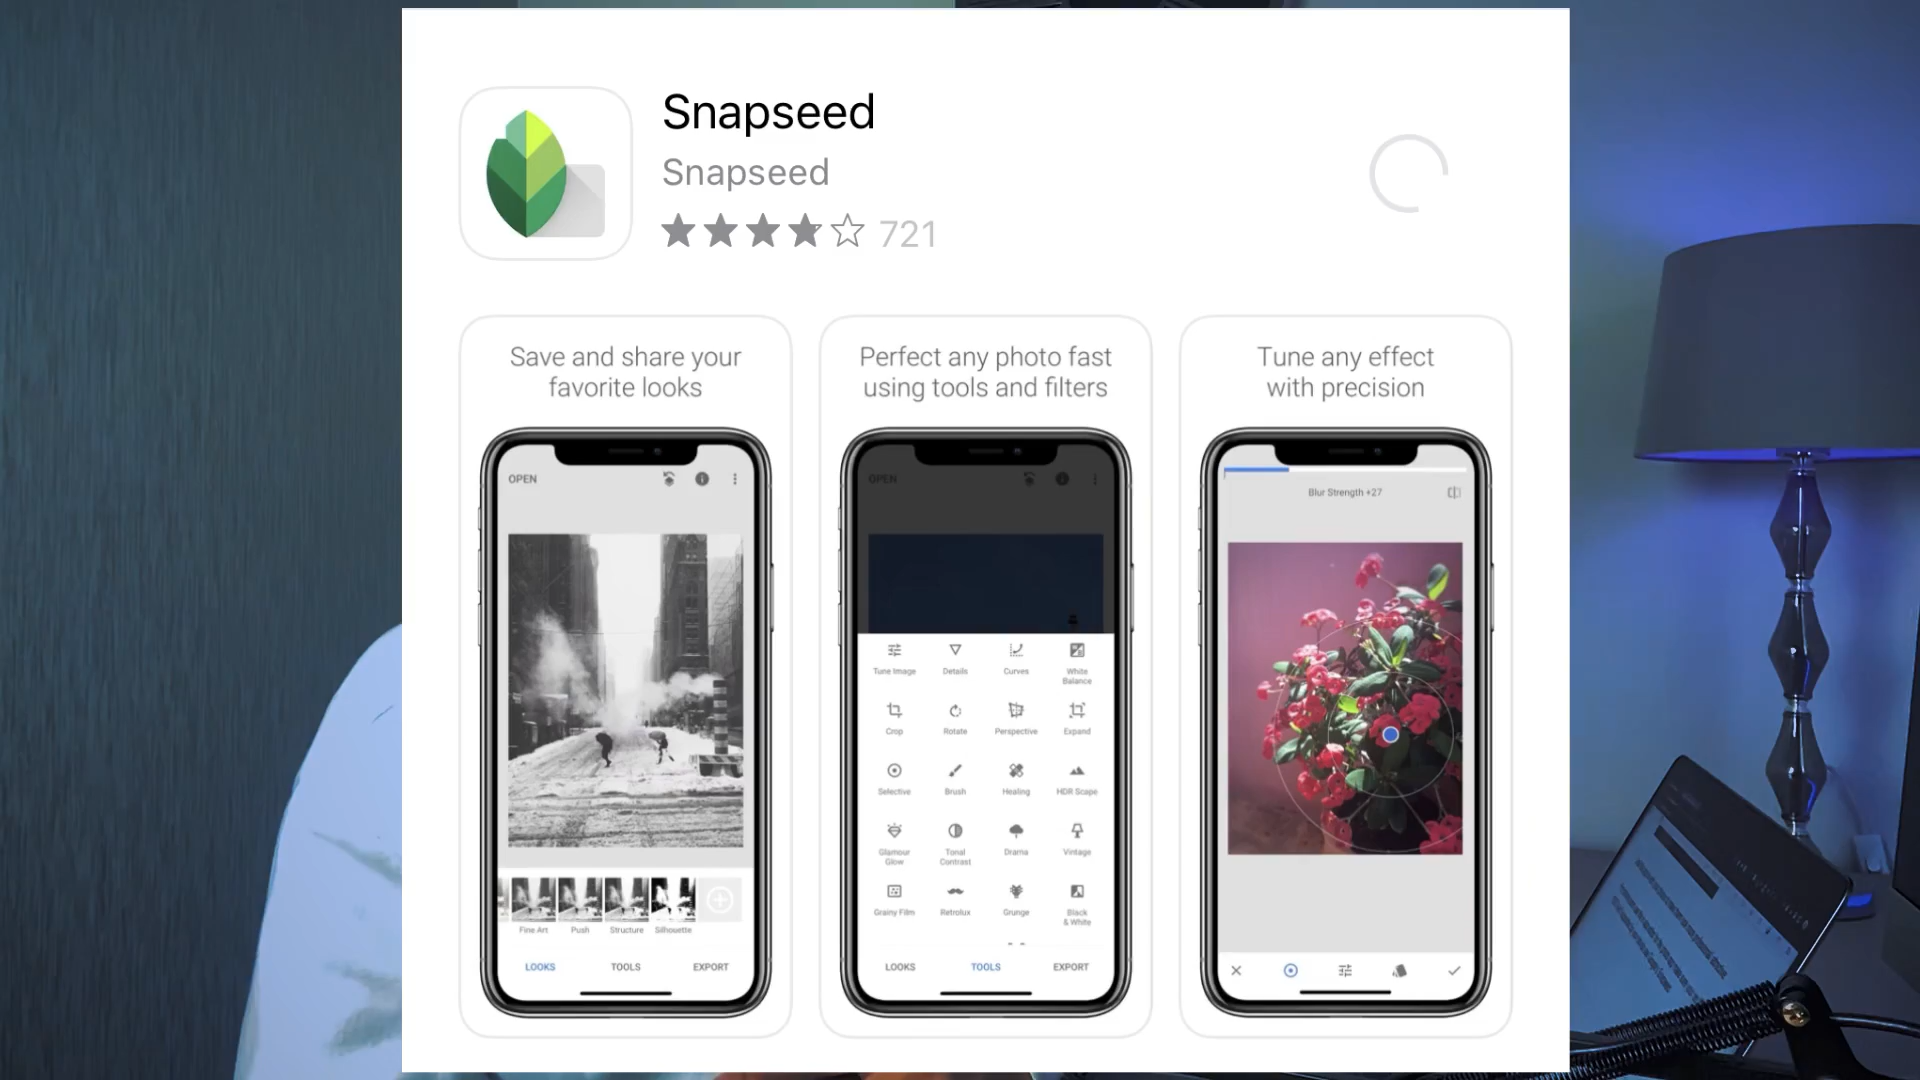 Snapseed
Snapseed
721
Save and share your
favorite looks
OPEN
Fine Art Push Structure Silhouette
LOOKS TOOLS EXPORT
Perfect any photo fast
using tools and filters
OPEN
Tune Image Details Curves White
Balance
Crop Rotate Perspective Expand
Selective Brush Healing HDR Scape
Glamour Tonal Drama Vintage
Glow Contrast
Grainy Film Retrolux Grunge Black
& White
LOOKS TOOLS EXPORT
Tune any effect
with precision
Blur Strength +27